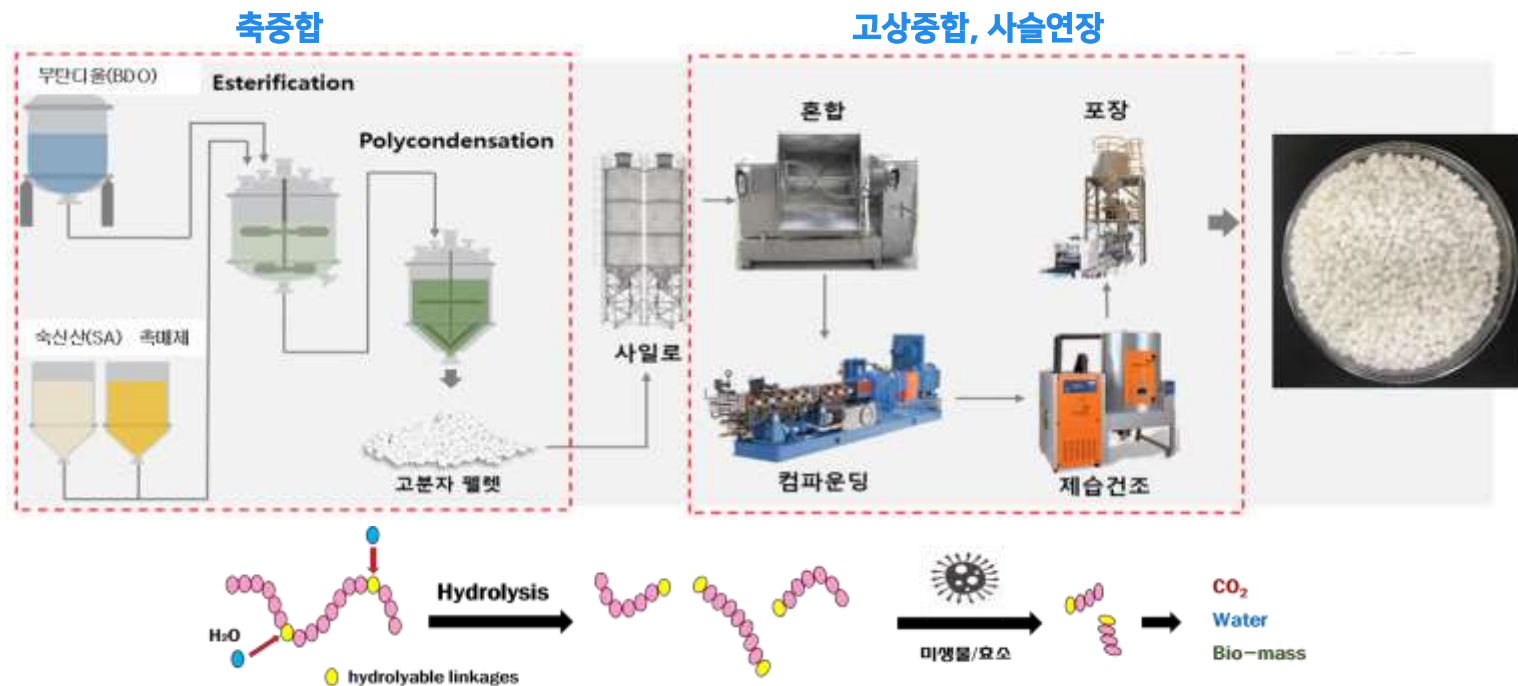 축중합
고상중합, 사슬연장
부탄디올(BDO)
Esterification
Polycondensation
숙신산(SA) 촉매제
고분자 펠렛
사일로
혼합
포장
컴파운딩
제습건조
Hydrolysis
H₂O
hydrolyable linkages
미생물/효소
CO₂
Water
Bio-mass